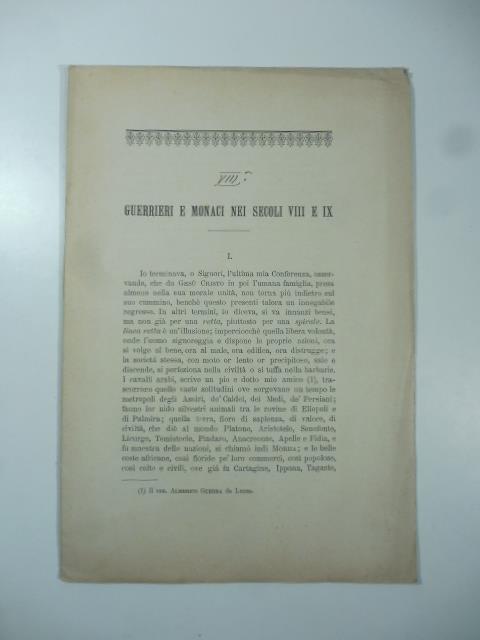 VIII.
GUERRIERI E MONACI NEI SECOLI VIII E IX
I.
Io terminava, o Signori, l'ultima mia Conferenza, osser-
vando, che da GESÙ CRISTO in poi l'umana famiglia, presa
almeno nella sua morale unità, non torna più indietro sul
suo cammino, benchè questo presenti talora un innegabile
regresso. In altri termini, io diceva, si va innanzi bensì,
ma non già per una retta, piuttosto per una spirale. La
linea retta è un'illusione; imperciocchè quella libera volontà,
onde l'uomo signoreggia e dispone le proprie azioni, ora
si volge al bene, ora al male, ora edifica, ora distrugge; e
la società stessa, con moto or lento or precipitoso, sale e
discende, si perfeziona nella civiltà o si tuffa nella barbarie.
I cavalli arabi, scrive un pio e dotto mio amico (1), tra-
scorrono quelle vaste solitudini ove sorgevano un tempo le
metropoli degli Assirî, de' Caldei, dei Medi, de' Persiani;
fanno lor nido silvestri animali tra le rovine di Eliopoli e
di Palmira; quella terra, fiore di sapienza, di valore, di
civiltà, che diè al mondo Platone, Aristotele, Senofonte,
Licurgo, Temistocle, Pindaro, Anacreonte, Apelle e Fidia, e
fu maestra delle nazioni, si chiamò indi MOREA; e le belle
coste africane, così floride pe' loro commerci, così popolose,
così colte e civili, ove già fu Cartagine, Ippona, Tagaste,
(1) Il can. ALMERICO GUERRA da Lucca.